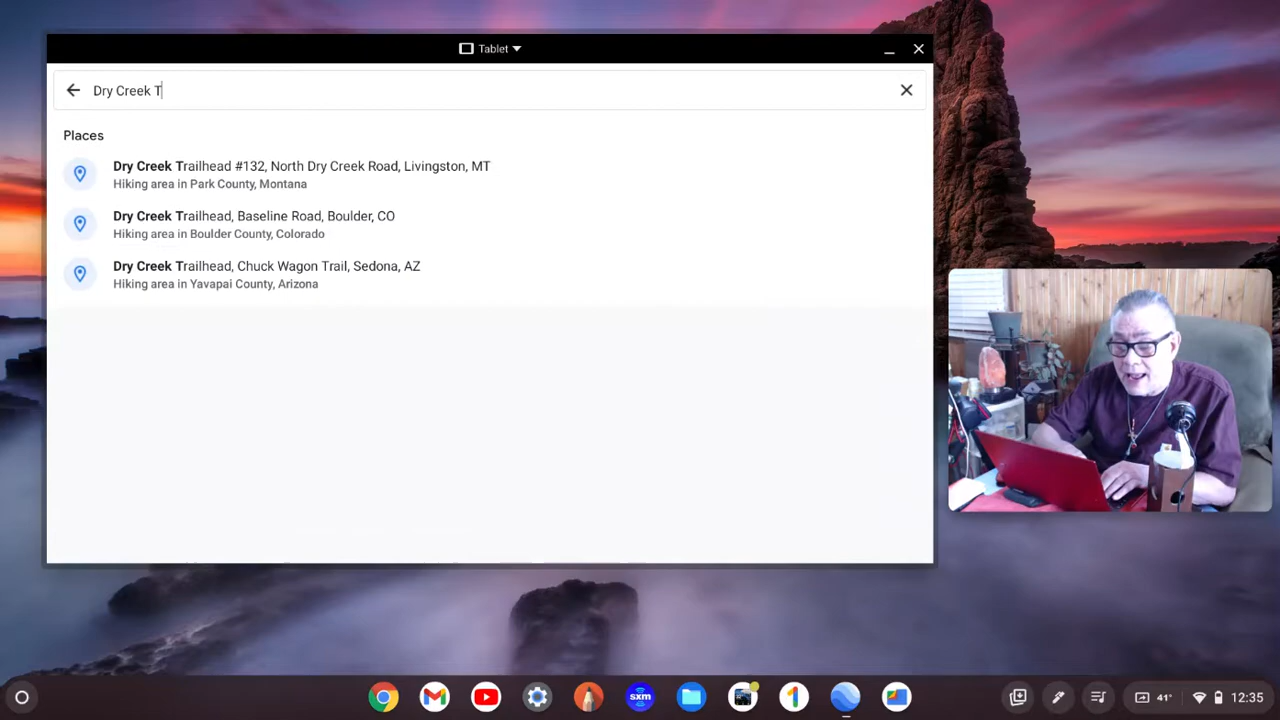 Tablet
Dry Creek T
Places
Dry Creek Trailhead #132, North Dry Creek Road, Livingston, MT
Hiking area in Park County, Montana
Dry Creek Trailhead, Baseline Road, Boulder, CO
Hiking area in Boulder County, Colorado
Dry Creek Trailhead, Chuck Wagon Trail, Sedona, AZ
Hiking area in Yavapai County, Arizona
sxm
1
41° 12:35